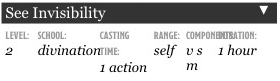 See Invisibility ▼
LEVEL: SCHOOL: CASTING TIME: RANGE: COMPONENTS: DURATION:
2 divination 1 action self v s m 1 hour